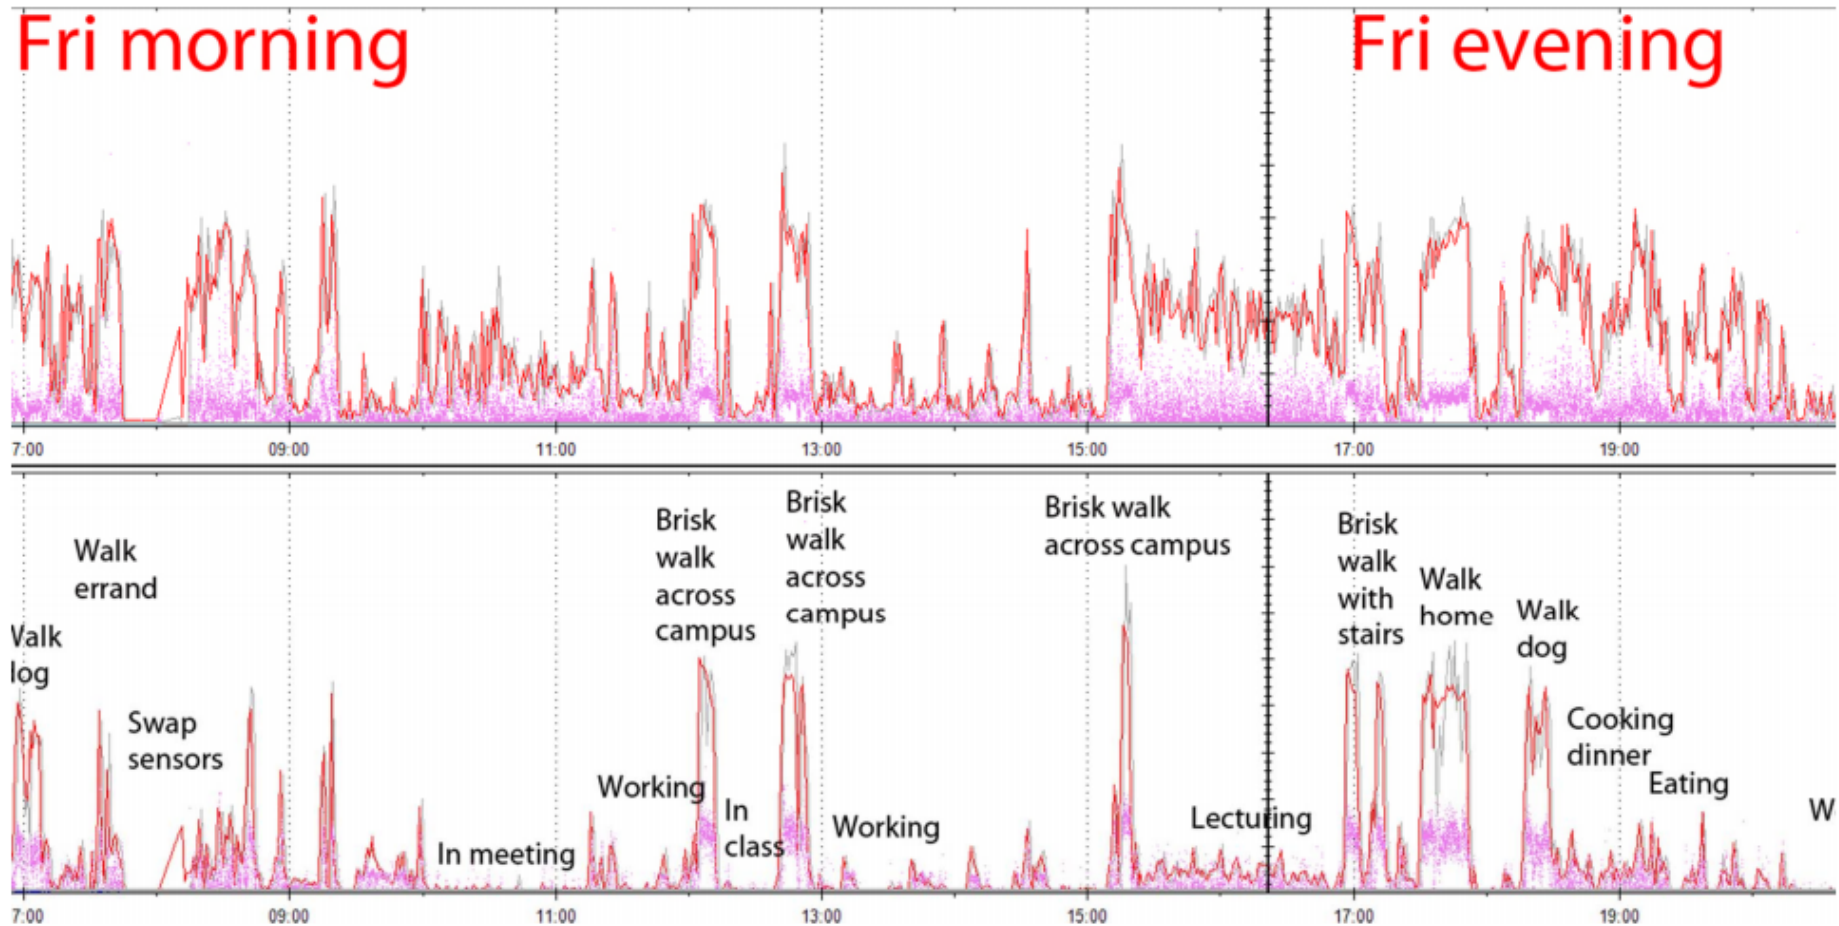 Fri morning
Fri evening
7:00 09:00 11:00 13:00 15:00 17:00 19:00
Walk
errand
Walk
dog
Swap
sensors
In meeting
Working
Brisk
walk
across
campus
In
class
Brisk
walk
across
campus
Working
Brisk walk
across campus
Lecturing
Brisk
walk
with
stairs
Walk
home
Walk
dog
Cooking
dinner
Eating
W
7:00 09:00 11:00 13:00 15:00 17:00 19:00